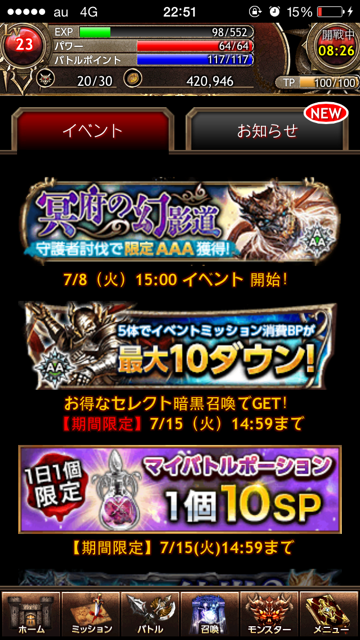 au 4G 22:51 15%
23
EXP 98/552
パワー 64/64
バトルポイント 117/117
20/30 420,946
開戦中
08:26
TP 100/100
イベント
お知らせ
NEW
冥府の幻影道
守護者討伐で限定AAA獲得!
AAA
7/8（火）15:00 イベント 開始!
5体でイベントミッション消費BPが
最大10ダウン!
AA
お得なセレクト暗黒召喚でGET!
【期間限定】7/15（火）14:59まで
1日1個
限定
マイバトルポーション
1個10SP
【期間限定】7/15(火)14:59まで
ホーム
ミッション
バトル
召喚
モンスター
メニュー